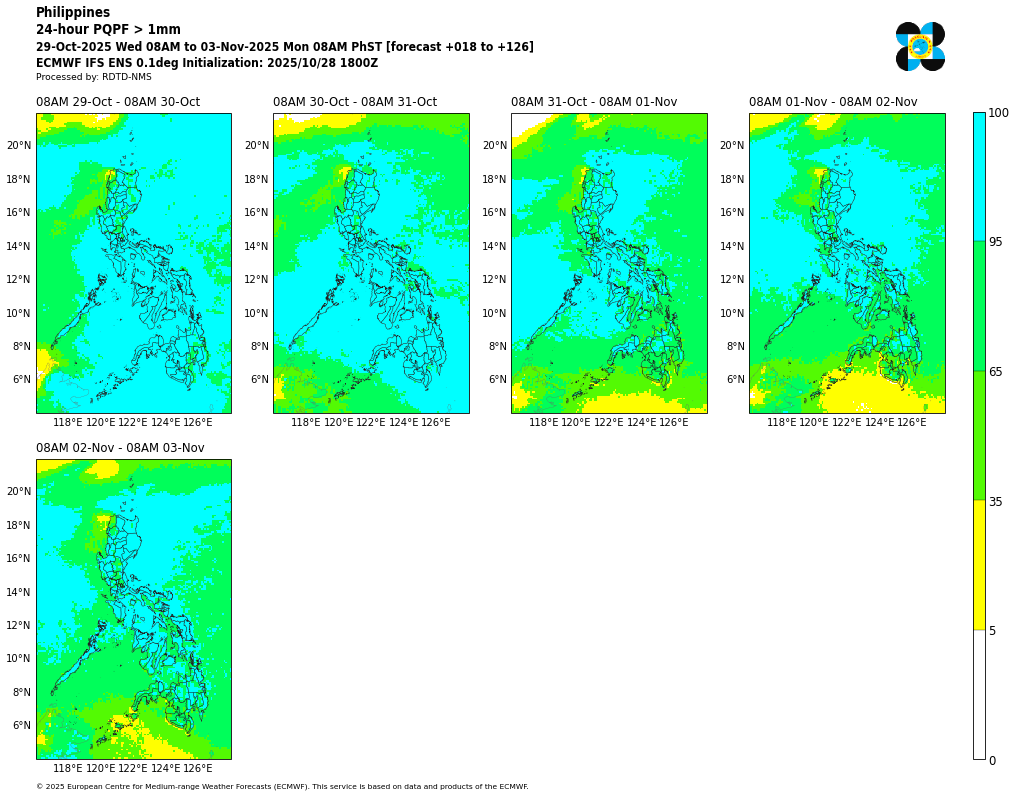 Philippines
24-hour PQPF > 1mm
29-Oct-2025 Wed 08AM to 03-Nov-2025 Mon 08AM PhST [forecast +018 to +126]
ECMWF IFS ENS 0.1deg Initialization: 2025/10/28 1800Z
Processed by: RDTD-NMS
08AM 29-Oct - 08AM 30-Oct
08AM 30-Oct - 08AM 31-Oct
08AM 31-Oct - 08AM 01-Nov
08AM 01-Nov - 08AM 02-Nov
20°N 20°N 20°N 20°N
18°N 18°N 18°N 18°N
16°N 16°N 16°N 16°N
14°N 14°N 14°N 14°N
12°N 12°N 12°N 12°N
10°N 10°N 10°N 10°N
8°N 8°N 8°N 8°N
6°N 6°N 6°N 6°N
118°E 120°E 122°E 124°E 126°E 118°E 120°E 122°E 124°E 126°E 118°E 120°E 122°E 124°E 126°E 118°E 120°E 122°E 124°E 126°E
08AM 02-Nov - 08AM 03-Nov
20°N
18°N
16°N
14°N
12°N
10°N
8°N
6°N
118°E 120°E 122°E 124°E 126°E
100
95
65
35
5
0
© 2025 European Centre for Medium-range Weather Forecasts (ECMWF). This service is based on data and products of the ECMWF.